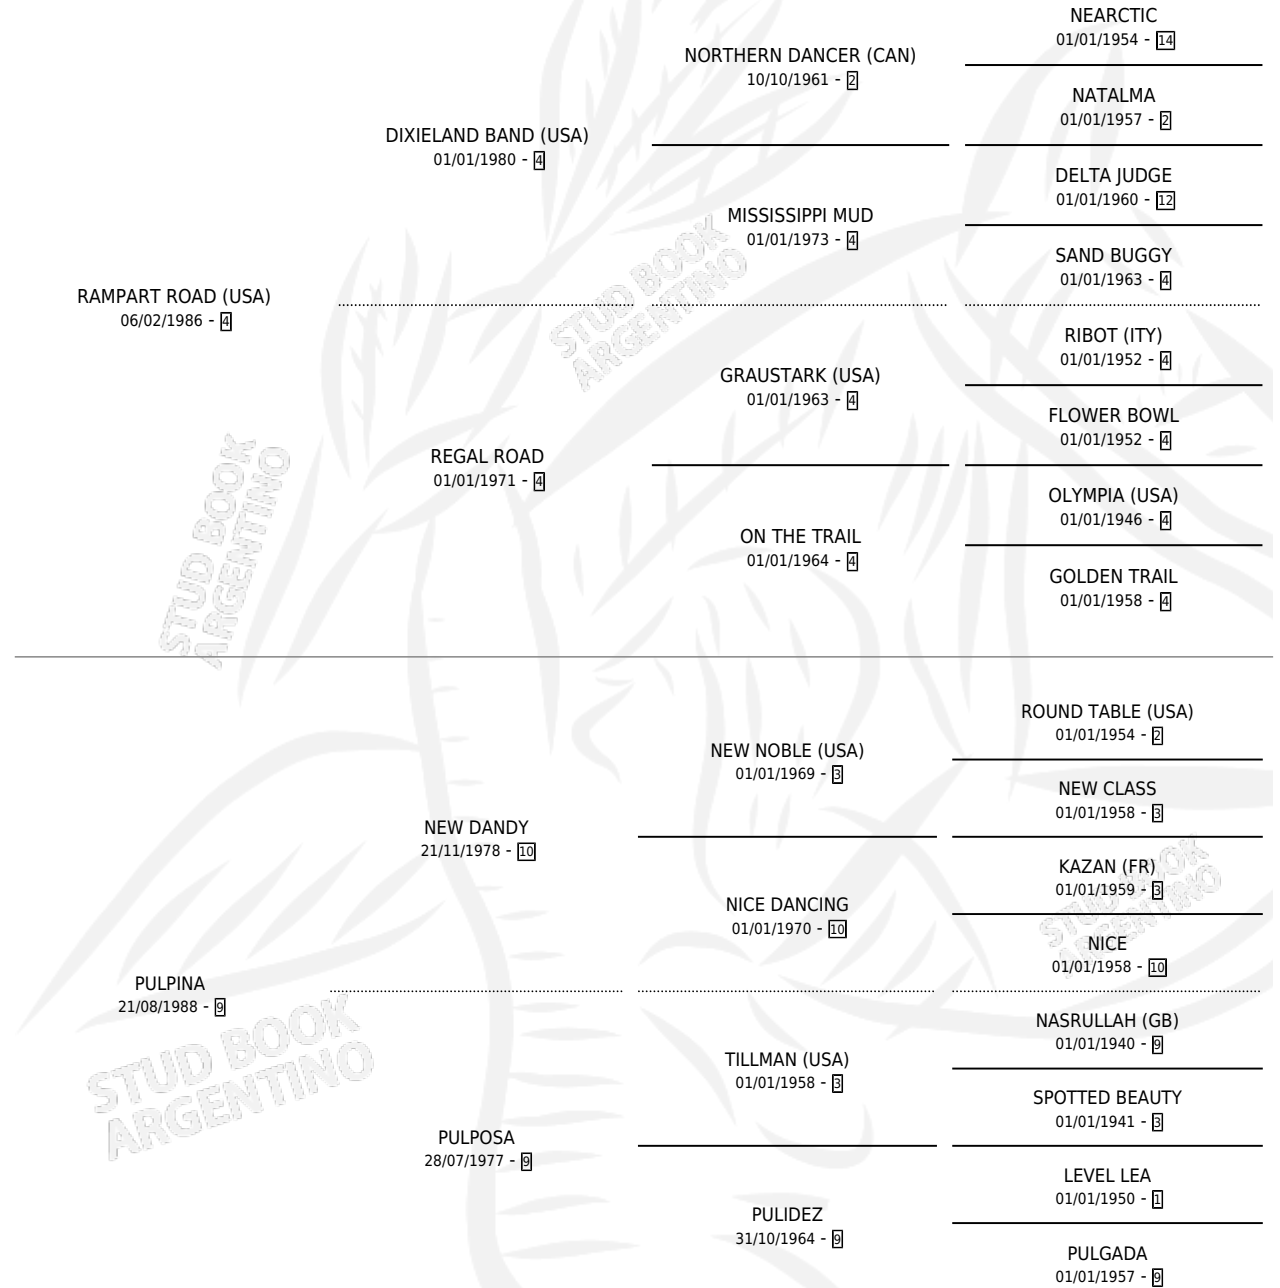 NEARCTIC
01/01/1954 - 14
NORTHERN DANCER (CAN)
10/10/1961 - 2
NATALMA
01/01/1957 - 2
DIXIELAND BAND (USA)
01/01/1980 - 4
DELTA JUDGE
01/01/1960 - 12
MISSISSIPPI MUD
01/01/1973 - 4
SAND BUGGY
01/01/1963 - 4
RAMPART ROAD (USA)
06/02/1986 - 4
STUD BOOK
ARGENTINO
RIBOT (ITY)
01/01/1952 - 4
GRAUSTARK (USA)
01/01/1963 - 4
FLOWER BOWL
01/01/1952 - 4
REGAL ROAD
01/01/1971 - 4
OLYMPIA (USA)
01/01/1946 - 4
ON THE TRAIL
01/01/1964 - 4
GOLDEN TRAIL
01/01/1958 - 4
STUD BOOK
ARGENTINO
ROUND TABLE (USA)
01/01/1954 - 2
NEW NOBLE (USA)
01/01/1969 - 3
NEW CLASS
01/01/1958 - 3
NEW DANDY
21/11/1978 - 10
KAZAN (FR)
01/01/1959 - 3
NICE DANCING
01/01/1970 - 10
STUD BOOK
ARGENTINO
NICE
01/01/1958 - 10
PULPINA
21/08/1988 - 9
NASRULLAH (GB)
01/01/1940 - 9
TILLMAN (USA)
01/01/1958 - 3
SPOTTED BEAUTY
01/01/1941 - 3
STUD BOOK
ARGENTINO
PULPOSA
28/07/1977 - 9
LEVEL LEA
01/01/1950 - 1
PULIDEZ
31/10/1964 - 9
PULGADA
01/01/1957 - 9